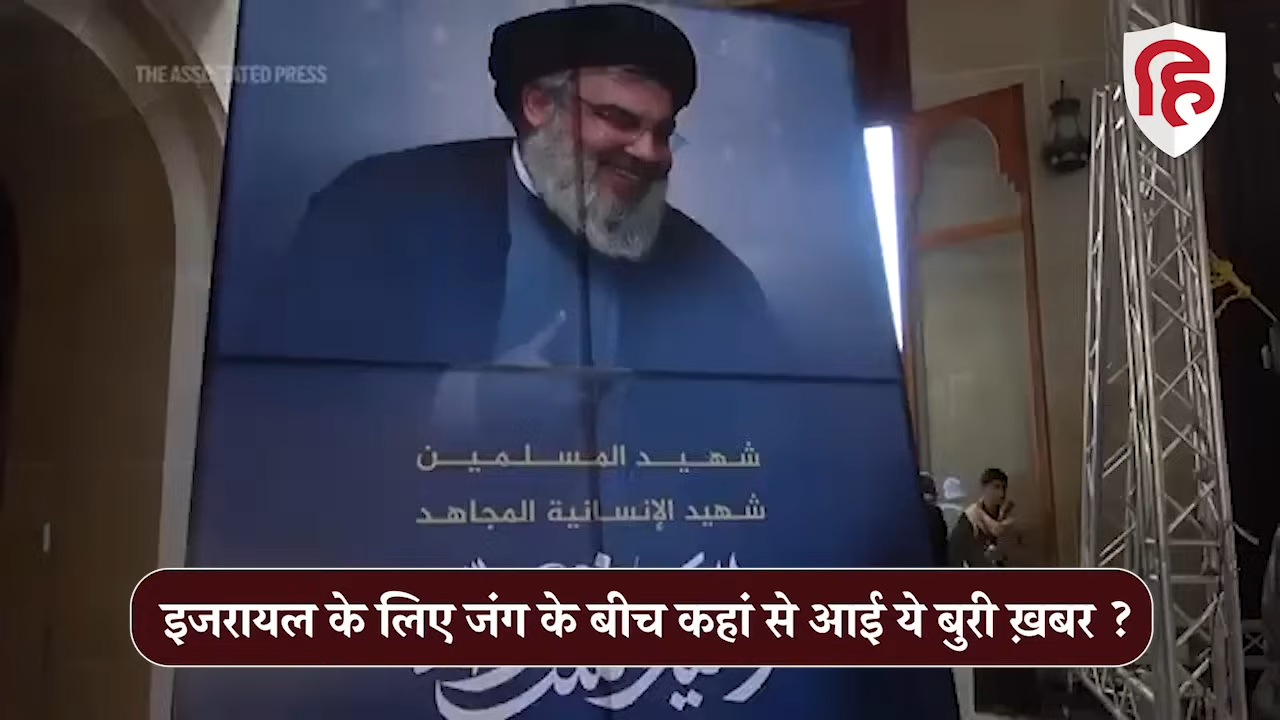 THE ASSOCIATED PRESS
हि
شهيد المسلمين
شهيد الإنسانية المجاهد
इजरायल के लिए जंग के बीच कहां से आई ये बुरी ख़बर ?